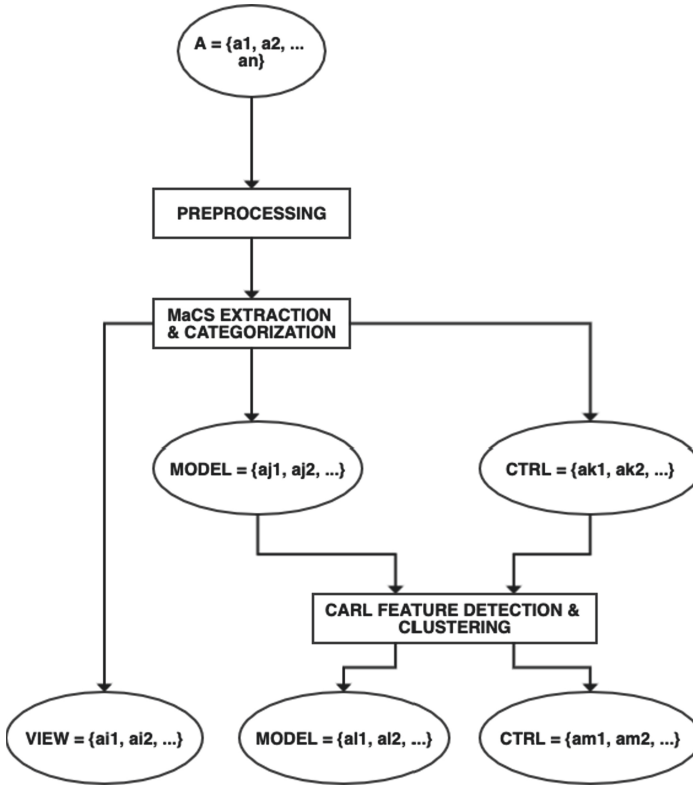 A = {a1, a2, ...
an}
PREPROCESSING
MaCS EXTRACTION
& CATEGORIZATION
MODEL = {aj1, aj2, ...}
CTRL = {ak1, ak2, ...}
CARL FEATURE DETECTION &
CLUSTERING
VIEW = {ai1, ai2, ...}
MODEL = {al1, al2, ...}
CTRL = {am1, am2, ...}